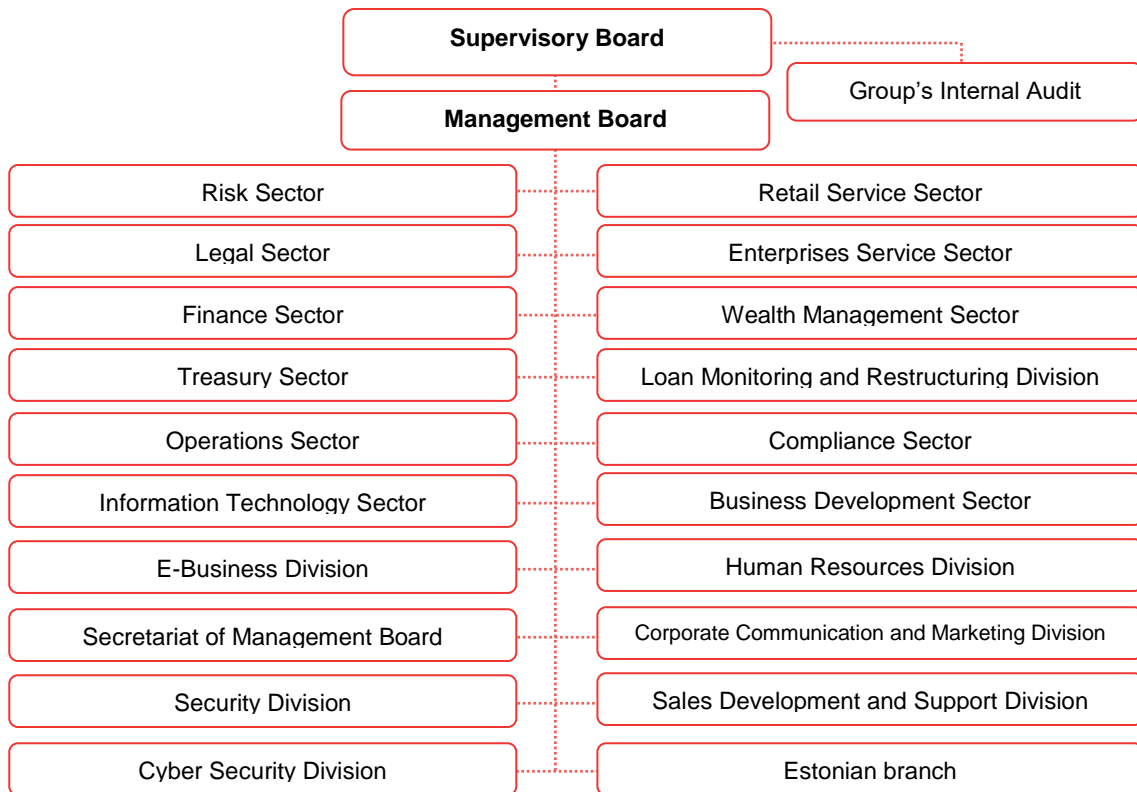 Supervisory Board
Group’s Internal Audit
Management Board
Risk Sector
Retail Service Sector
Legal Sector
Enterprises Service Sector
Finance Sector
Wealth Management Sector
Treasury Sector
Loan Monitoring and Restructuring Division
Operations Sector
Compliance Sector
Information Technology Sector
Business Development Sector
E-Business Division
Human Resources Division
Secretariat of Management Board
Corporate Communication and Marketing Division
Security Division
Sales Development and Support Division
Cyber Security Division
Estonian branch